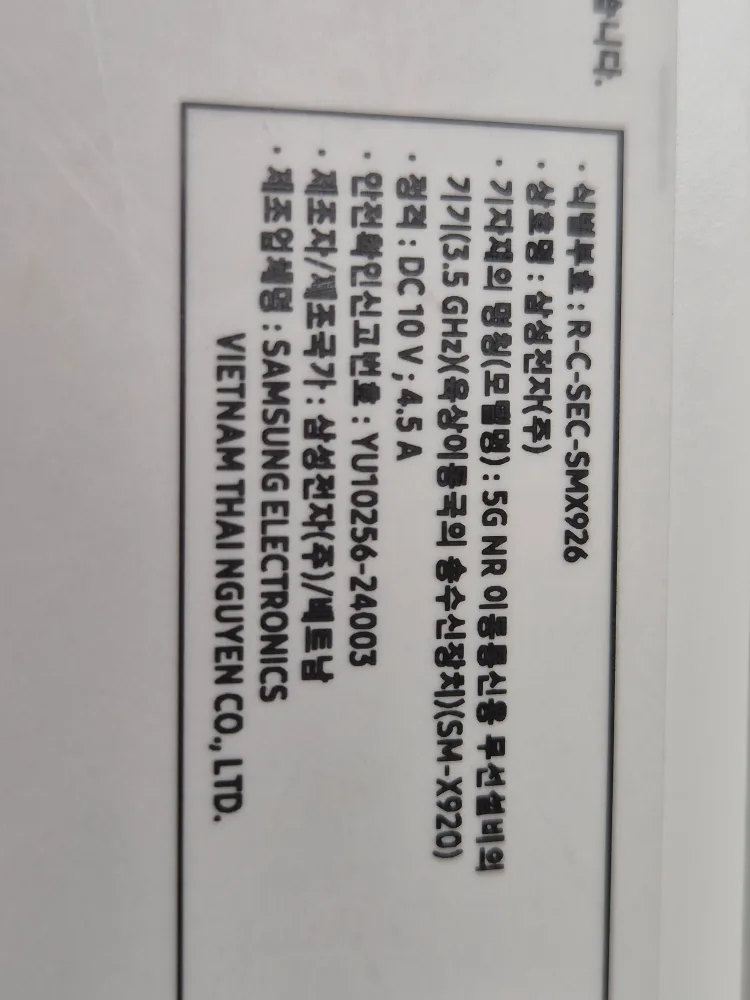 습니다.
· 식별부호 : R-C-SEC-SMX926
· 상호명 : 삼성전자(주)
· 기자재의 명칭(모델명) : 5G NR 이동통신용 무선설비의
기기(3.5 GHz)(육상이동국의 송수신장치)(SM-X920)
· 정격 : DC 10 V ; 4.5 A
· 안전확인신고번호 : YU10256-24003
· 제조자/제조국가 : 삼성전자(주)/베트남
· 제조업체명 : SAMSUNG ELECTRONICS
VIETNAM THAI NGUYEN CO., LTD.